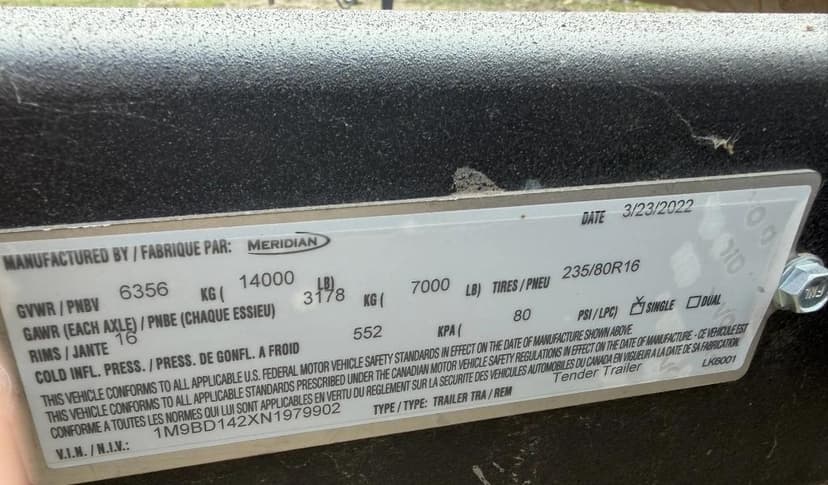 MANUFACTURED BY / FABRIQUE PAR: MERIDIAN DATE 3/23/2022
GVWR / PNBV 6356 KG ( 14000 LB)
GAWR (EACH AXLE) / PNBE (CHAQUE ESSIEU) 3178 KG ( 7000 LB) TIRES / PNEU 235/80R16
RIMS / JANTE 16
COLD INFL. PRESS. / PRESS. DE GONFL. A FROID 552 KPA ( 80 PSI / LPC) X SINGLE DUAL
THIS VEHICLE CONFORMS TO ALL APPLICABLE U.S. FEDERAL MOTOR VEHICLE SAFETY STANDARDS IN EFFECT ON THE DATE OF MANUFACTURE SHOWN ABOVE.
THIS VEHICLE CONFORMS TO ALL APPLICABLE STANDARDS PRESCRIBED UNDER THE CANADIAN MOTOR VEHICLE SAFETY REGULATIONS IN EFFECT ON THE DATE OF MANUFACTURE - CE VEHICULE EST
CONFORME A TOUTES LES NORMES QUI LUI SONT APPLICABLES EN VERTU DU REGLEMENT SUR LA SECURITE DES VEHICULES AUTOMOBILES DU CANADA EN VIGUEUR A LA DATE DE SA FABRICATION.
V.I.N. / N.I.V.: 1M9BD142XN1979902 TYPE / TYPE: TRAILER TRA / REM Tender Trailer LK6001